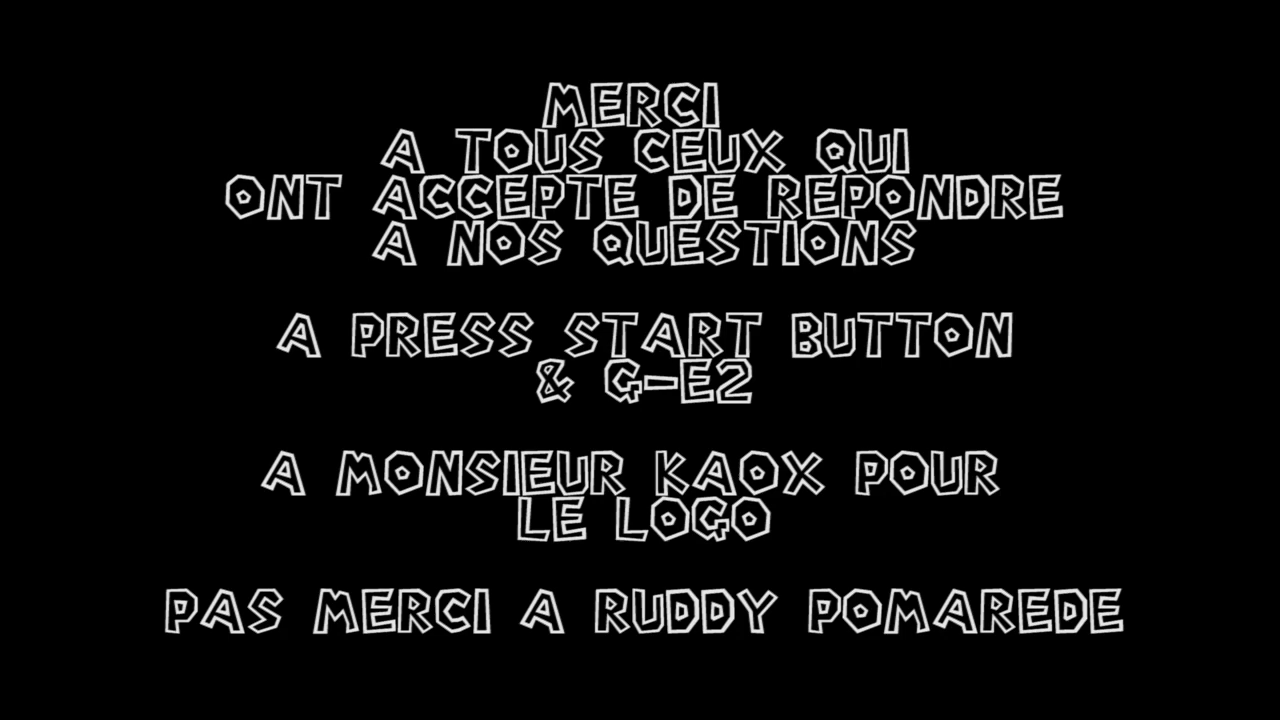 MERCI
A TOUS CEUX QUI
ONT ACCEPTE DE REPONDRE
A NOS QUESTIONS
A PRESS START BUTTON
& G-E2
A MONSIEUR KAOX POUR
LE LOGO
PAS MERCI A RUDDY POMAREDE